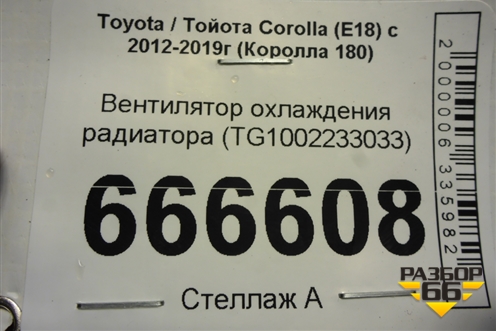 Toyota / Тойота Corolla (E18) с
2012-2019г (Королла 180)
Вентилятор охлаждения
радиатора (TG1002233033)
666608
Стеллаж А
2000006335982
РАЗБОР
66